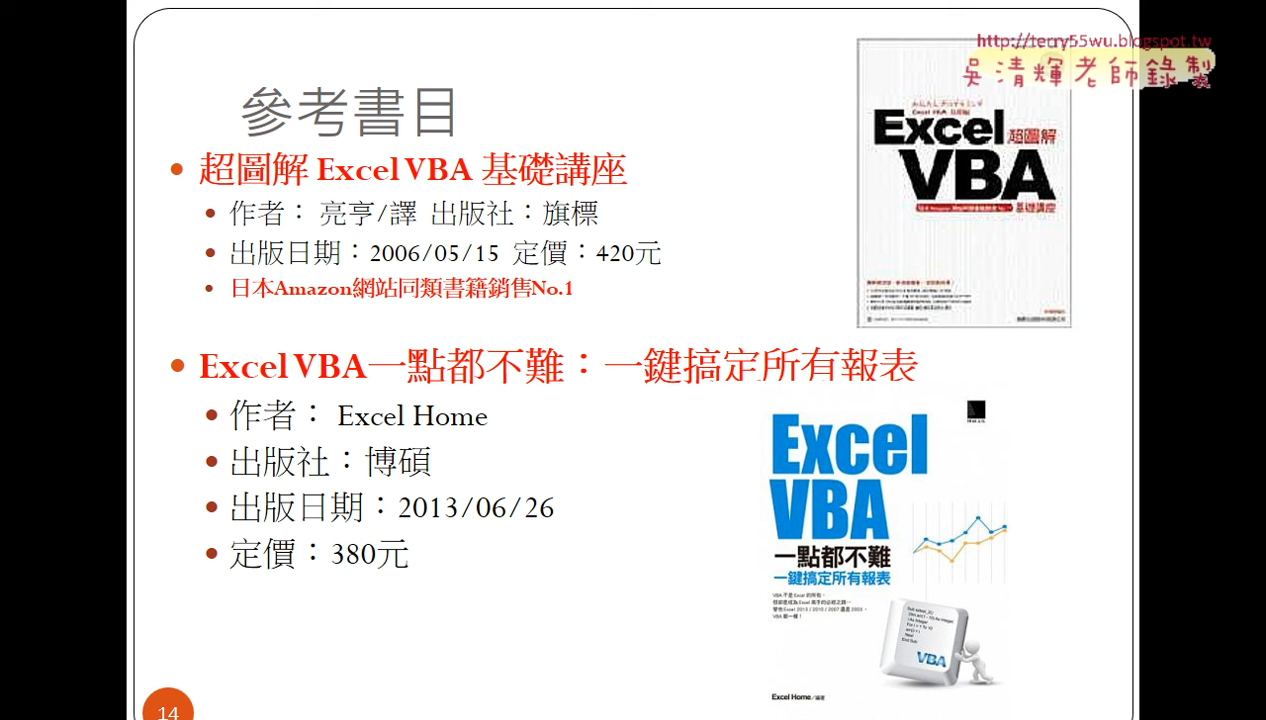 http://terry55wu.blogspot.tw
吳清輝老師錄製
參考書目
超圖解 Excel VBA 基礎講座
作者： 亮亨/譯 出版社：旗標
出版日期：2006/05/15 定價：420元
日本Amazon網站同類書籍銷售No.1
Excel 超圖解
VBA
基礎講座
Excel VBA一點都不難：一鍵搞定所有報表
作者： Excel Home
出版社：博碩
出版日期：2013/06/26
定價：380元
Excel
VBA
一點都不難
一鍵搞定所有報表
VBA
Excel Home/編著
14